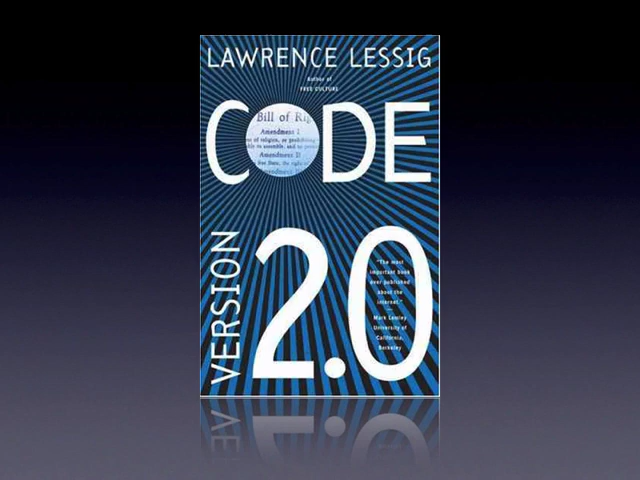 LAWRENCE LESSIG
Author of
FREE CULTURE
CODE
Bill of Rig
Amendment I
Amendment II
VERSION
2.0
"The most
important book
ever published
about the
internet."
Mark Lemley
University of
California,
Berkeley